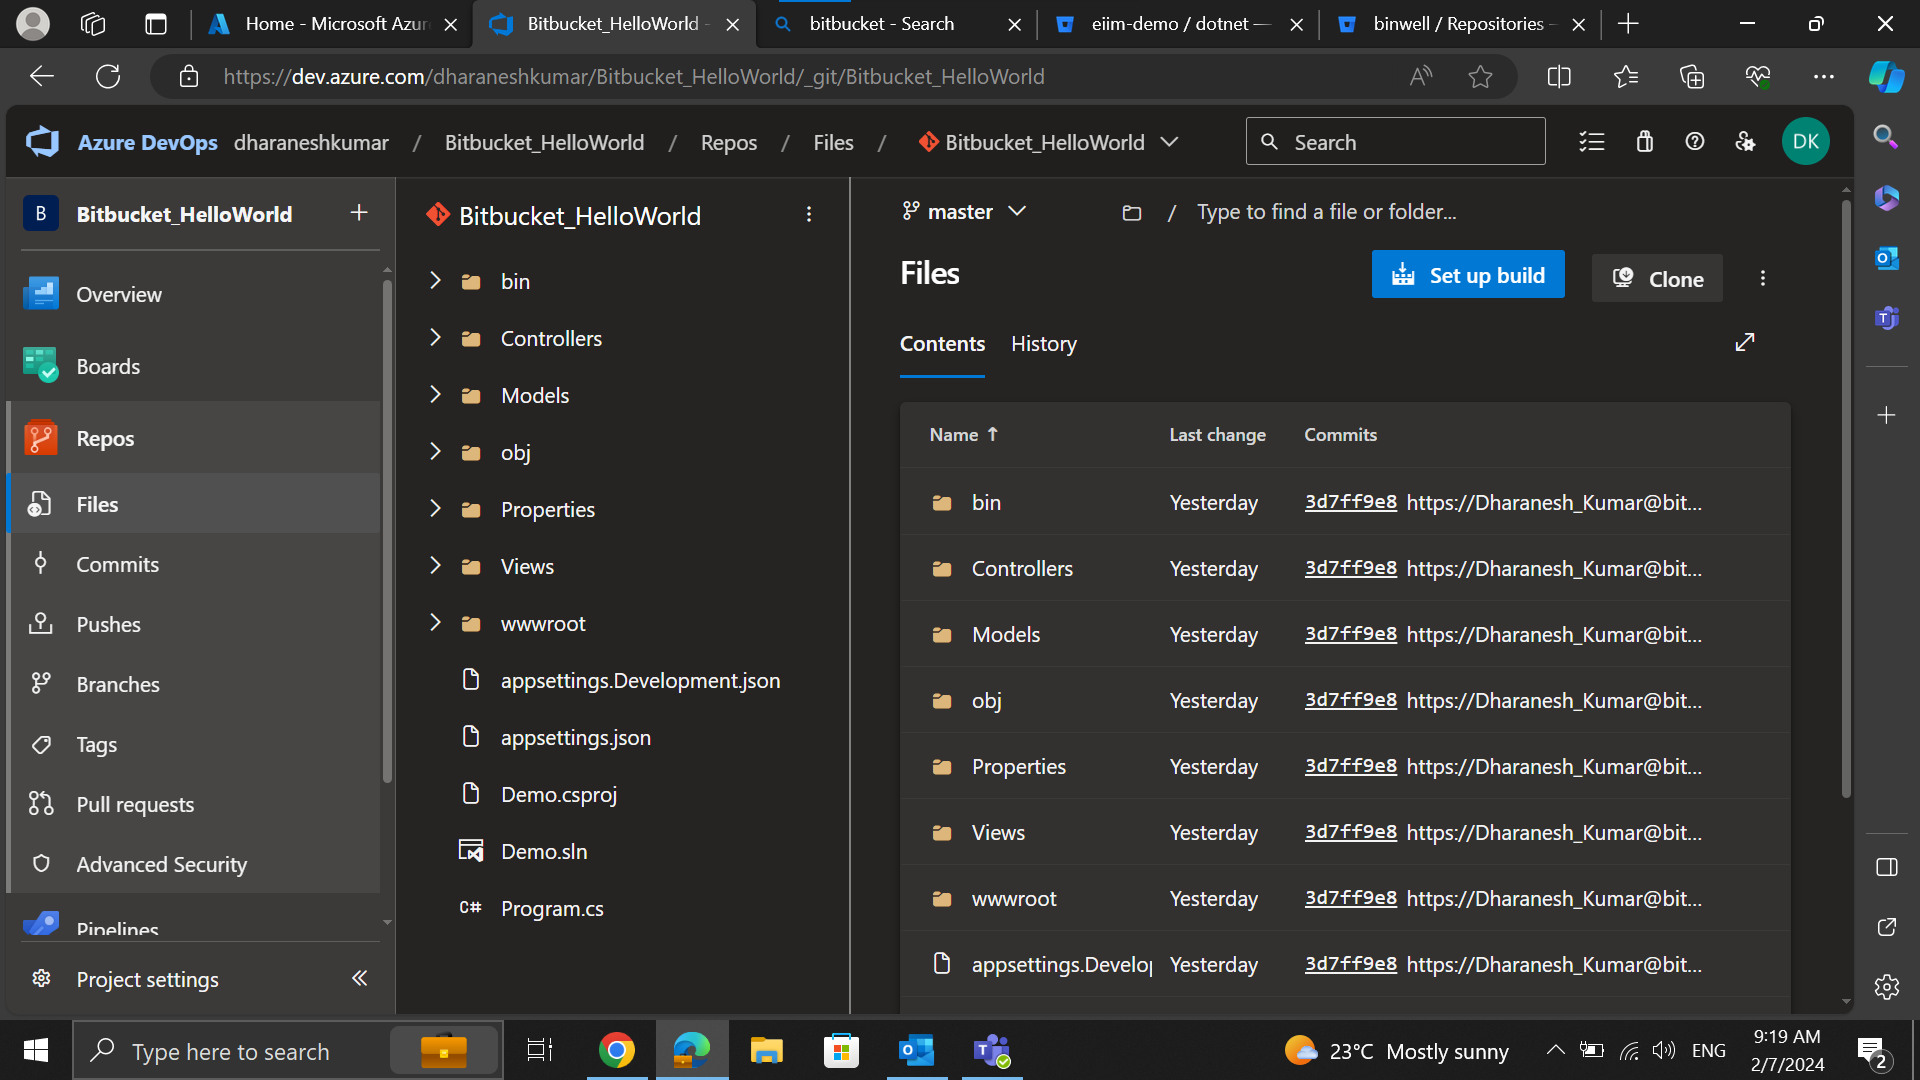 Home - Microsoft Azur
Bitbucket_HelloWorld -
bitbucket - Search
eiim-demo / dotnet —
binwell / Repositories —
https://dev.azure.com/dharaneshkumar/Bitbucket_HelloWorld/_git/Bitbucket_HelloWorld
Azure DevOps dharaneshkumar / Bitbucket_HelloWorld / Repos / Files / Bitbucket_HelloWorld
Search
DK
B Bitbucket_HelloWorld
Overview
Boards
Repos
Files
Commits
Pushes
Branches
Tags
Pull requests
Advanced Security
Pipelines
Project settings
Bitbucket_HelloWorld
bin
Controllers
Models
obj
Properties
Views
wwwroot
appsettings.Development.json
appsettings.json
Demo.csproj
Demo.sln
C# Program.cs
master / Type to find a file or folder...
Files
Set up build
Clone
Contents History
Name ↑ Last change Commits
bin Yesterday 3d7ff9e8 https://Dharanesh_Kumar@bit...
Controllers Yesterday 3d7ff9e8 https://Dharanesh_Kumar@bit...
Models Yesterday 3d7ff9e8 https://Dharanesh_Kumar@bit...
obj Yesterday 3d7ff9e8 https://Dharanesh_Kumar@bit...
Properties Yesterday 3d7ff9e8 https://Dharanesh_Kumar@bit...
Views Yesterday 3d7ff9e8 https://Dharanesh_Kumar@bit...
wwwroot Yesterday 3d7ff9e8 https://Dharanesh_Kumar@bit...
appsettings.Develop Yesterday 3d7ff9e8 https://Dharanesh_Kumar@bit...
Type here to search
23°C Mostly sunny
ENG
9:19 AM
2/7/2024
2